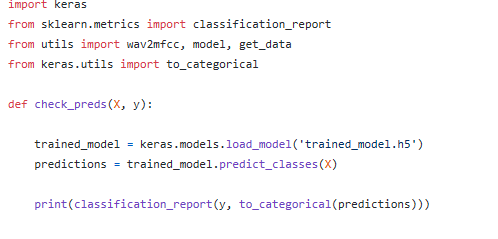 import keras
from sklearn.metrics import classification_report
from utils import wav2mfcc, model, get_data
from keras.utils import to_categorical
def check_preds(X, y):
trained_model = keras.models.load_model('trained_model.h5')
predictions = trained_model.predict_classes(X)
print(classification_report(y, to_categorical(predictions)))